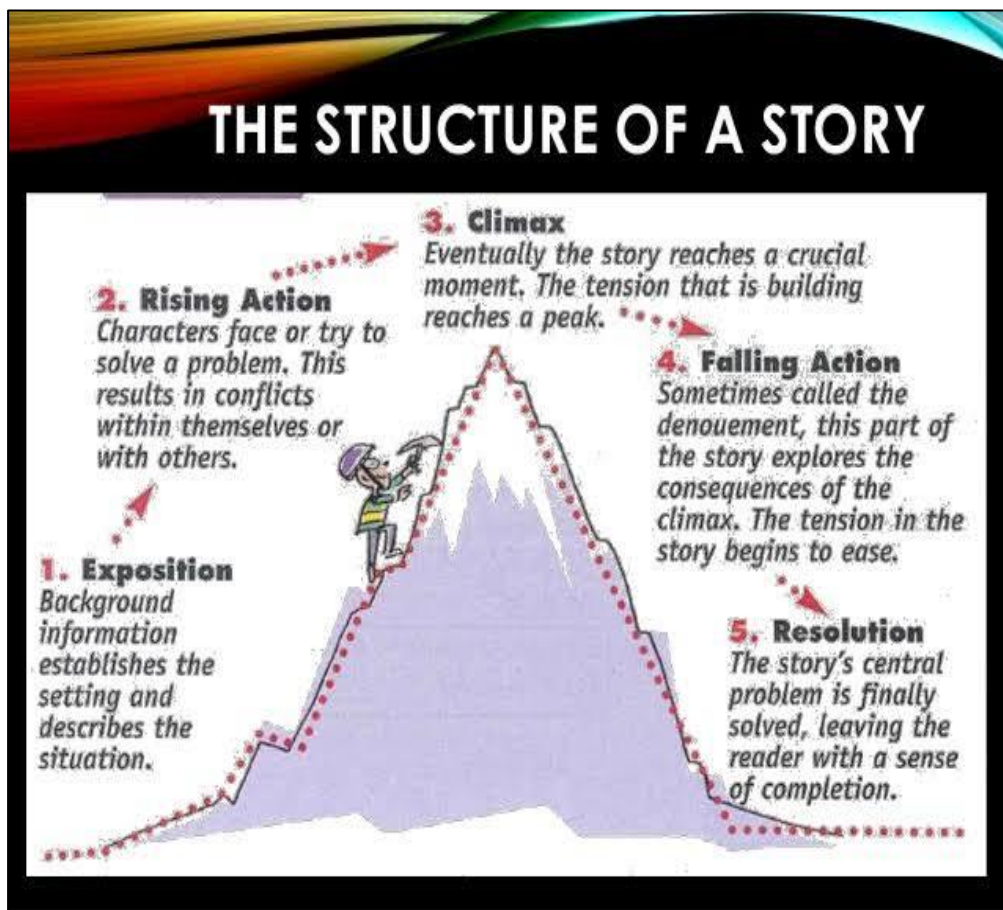 THE STRUCTURE OF A STORY
1. Exposition
Background
information
establishes the
setting and
describes the
situation.
2. Rising Action
Characters face or try to
solve a problem. This
results in conflicts
within themselves or
with others.
3. Climax
Eventually the story reaches a crucial
moment. The tension that is building
reaches a peak.
4. Falling Action
Sometimes called the
denouement, this part of
the story explores the
consequences of the
climax. The tension in the
story begins to ease.
5. Resolution
The story's central
problem is finally
solved, leaving the
reader with a sense
of completion.